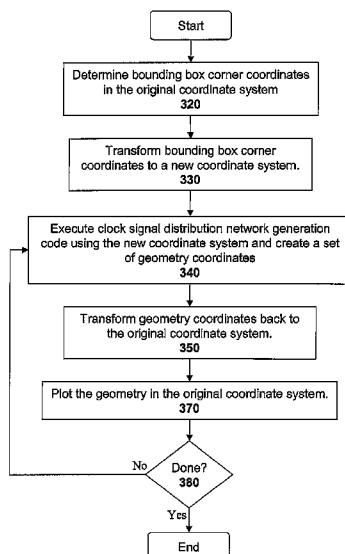 Start
Determine bounding box corner coordinates
in the original coordinate system
320
Transform bounding box corner
coordinates to a new coordinate system.
330
Execute clock signal distribution network generation
code using the new coordinate system and create a set
of geometry coordinates
340
Transform geometry coordinates back to
the original coordinate system.
350
Plot the geometry in the original coordinate system.
370
No
Done?
380
Yes
End